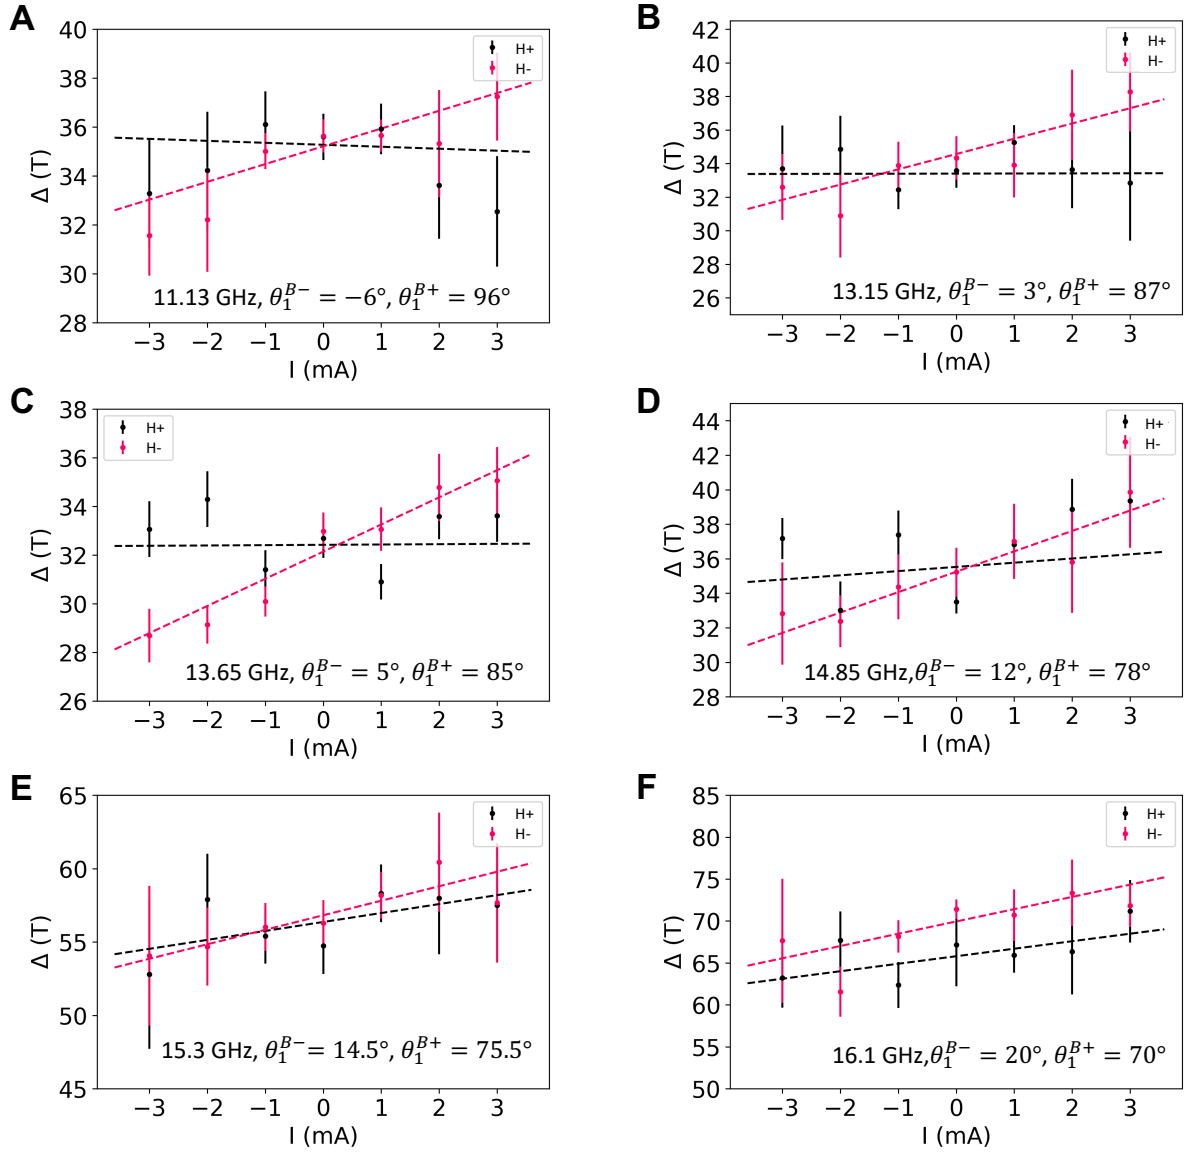 A
40
38
36
34
32
30
28
Δ (T)
H+
H-
11.13 GHz, θ₁ᴮ⁻ = −6°, θ₁ᴮ⁺ = 96°
−3 −2 −1 0 1 2 3
I (mA)
B
42
40
38
36
34
32
30
28
26
Δ (T)
H+
H-
13.15 GHz, θ₁ᴮ⁻ = 3°, θ₁ᴮ⁺ = 87°
−3 −2 −1 0 1 2 3
I (mA)
C
38
36
34
32
30
28
26
Δ (T)
H+
H-
13.65 GHz, θ₁ᴮ⁻ = 5°, θ₁ᴮ⁺ = 85°
−3 −2 −1 0 1 2 3
I (mA)
D
44
42
40
38
36
34
32
30
28
Δ (T)
H+
H-
14.85 GHz,θ₁ᴮ⁻ = 12°, θ₁ᴮ⁺ = 78°
−3 −2 −1 0 1 2 3
I (mA)
E
65
60
55
50
45
Δ (T)
H+
H-
15.3 GHz, θ₁ᴮ⁻= 14.5°, θ₁ᴮ⁺ = 75.5°
−3 −2 −1 0 1 2 3
I (mA)
F
85
80
75
70
65
60
55
50
Δ (T)
H+
H-
16.1 GHz,θ₁ᴮ⁻ = 20°, θ₁ᴮ⁺ = 70°
−3 −2 −1 0 1 2 3
I (mA)